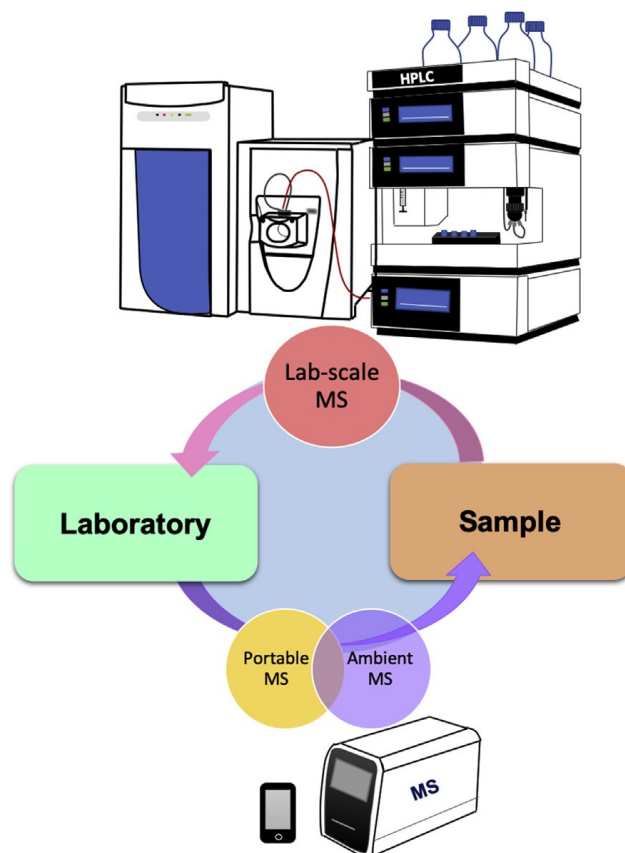 HPLC
Lab-scale
MS
Laboratory
Sample
Portable
MS
Ambient
MS
MS